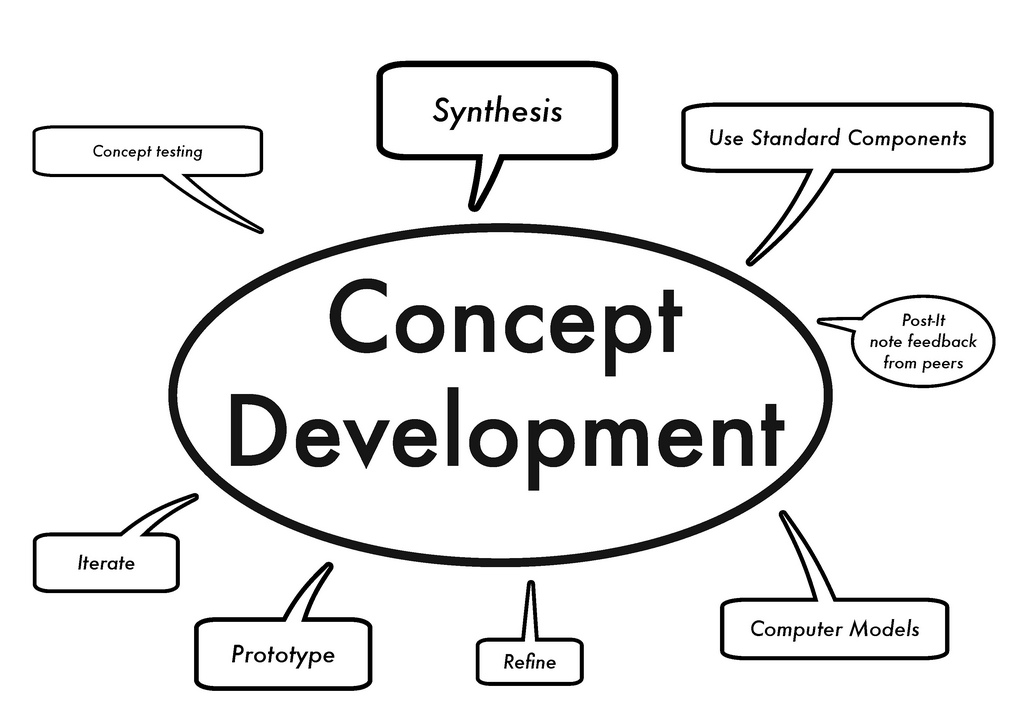 Synthesis
Use Standard Components
Concept testing
Concept
Development
Post-It
note feedback
from peers
Iterate
Prototype
Refine
Computer Models